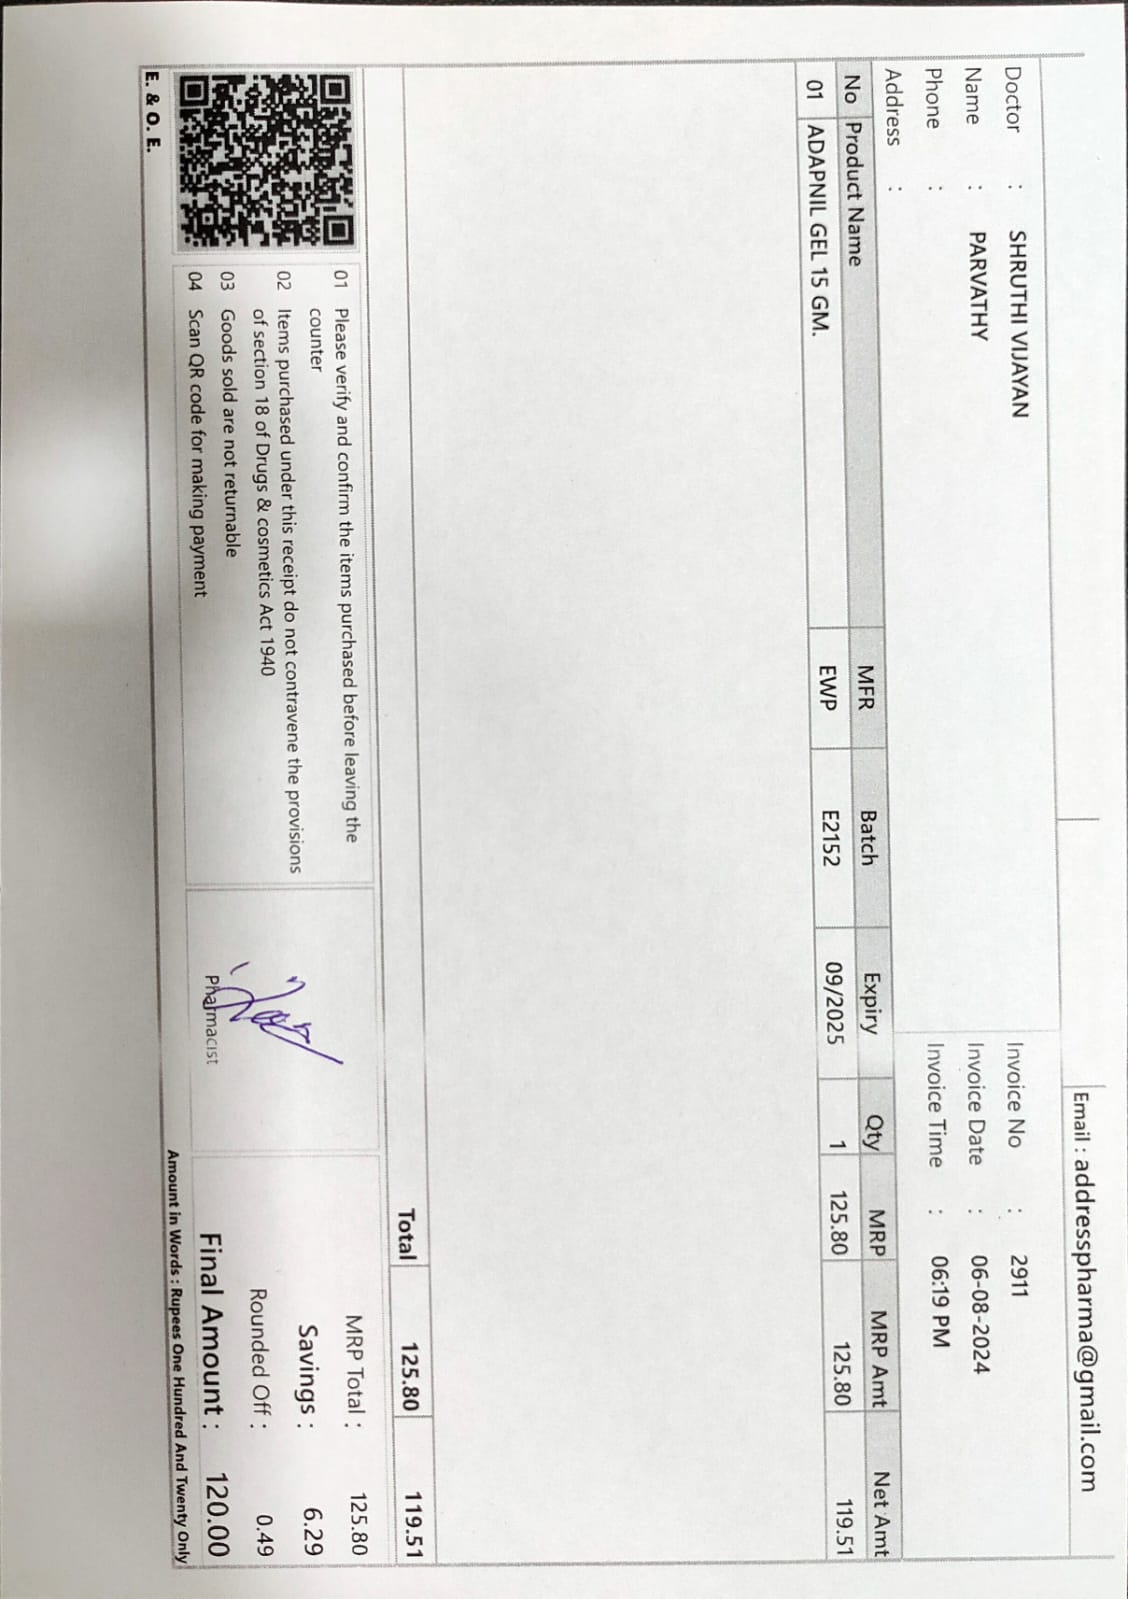 Email : addresspharma@gmail.com
Doctor : SHRUTHI VIJAYAN
Name : PARVATHY
Phone :
Address :
Invoice No : 2911
Invoice Date : 06-08-2024
Invoice Time : 06:19 PM
No Product Name MFR Batch Expiry Qty MRP MRP Amt Net Amt
01 ADAPNIL GEL 15 GM. EWP E2152 09/2025 1 125.80 125.80 119.51
Total 125.80 119.51
01 Please verify and confirm the items purchased before leaving the
counter
02 Items purchased under this receipt do not contravene the provisions
of section 18 of Drugs & cosmetics Act 1940
03 Goods sold are not returnable
04 Scan QR code for making payment
Pharmacist
MRP Total : 125.80
Savings : 6.29
Rounded Off : 0.49
Final Amount : 120.00
Amount in Words : Rupees One Hundred And Twenty Only
E. & O. E.